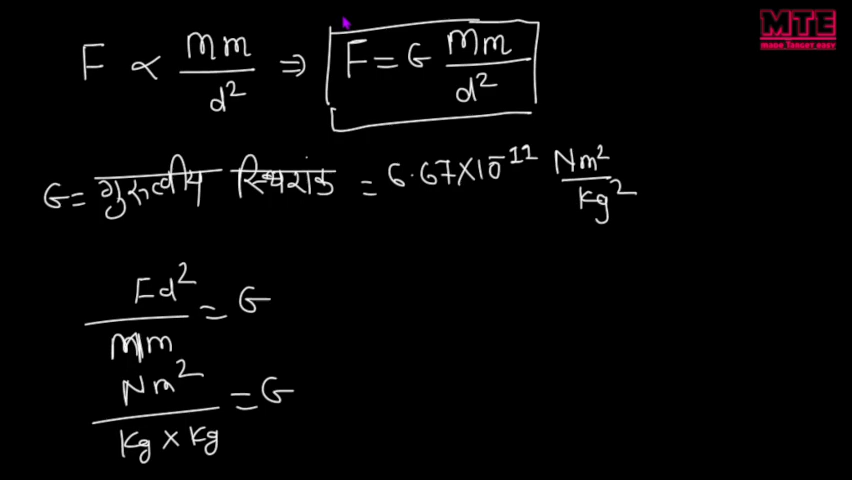 MTE
made Target easy
F ∝ Mm/d² ⇒ F = G Mm/d²
G = गुरुत्वीय स्थिरांक = 6.67×10⁻¹¹ Nm²/kg²
Fd²/Mm = G
Nm²/(kg × kg) = G